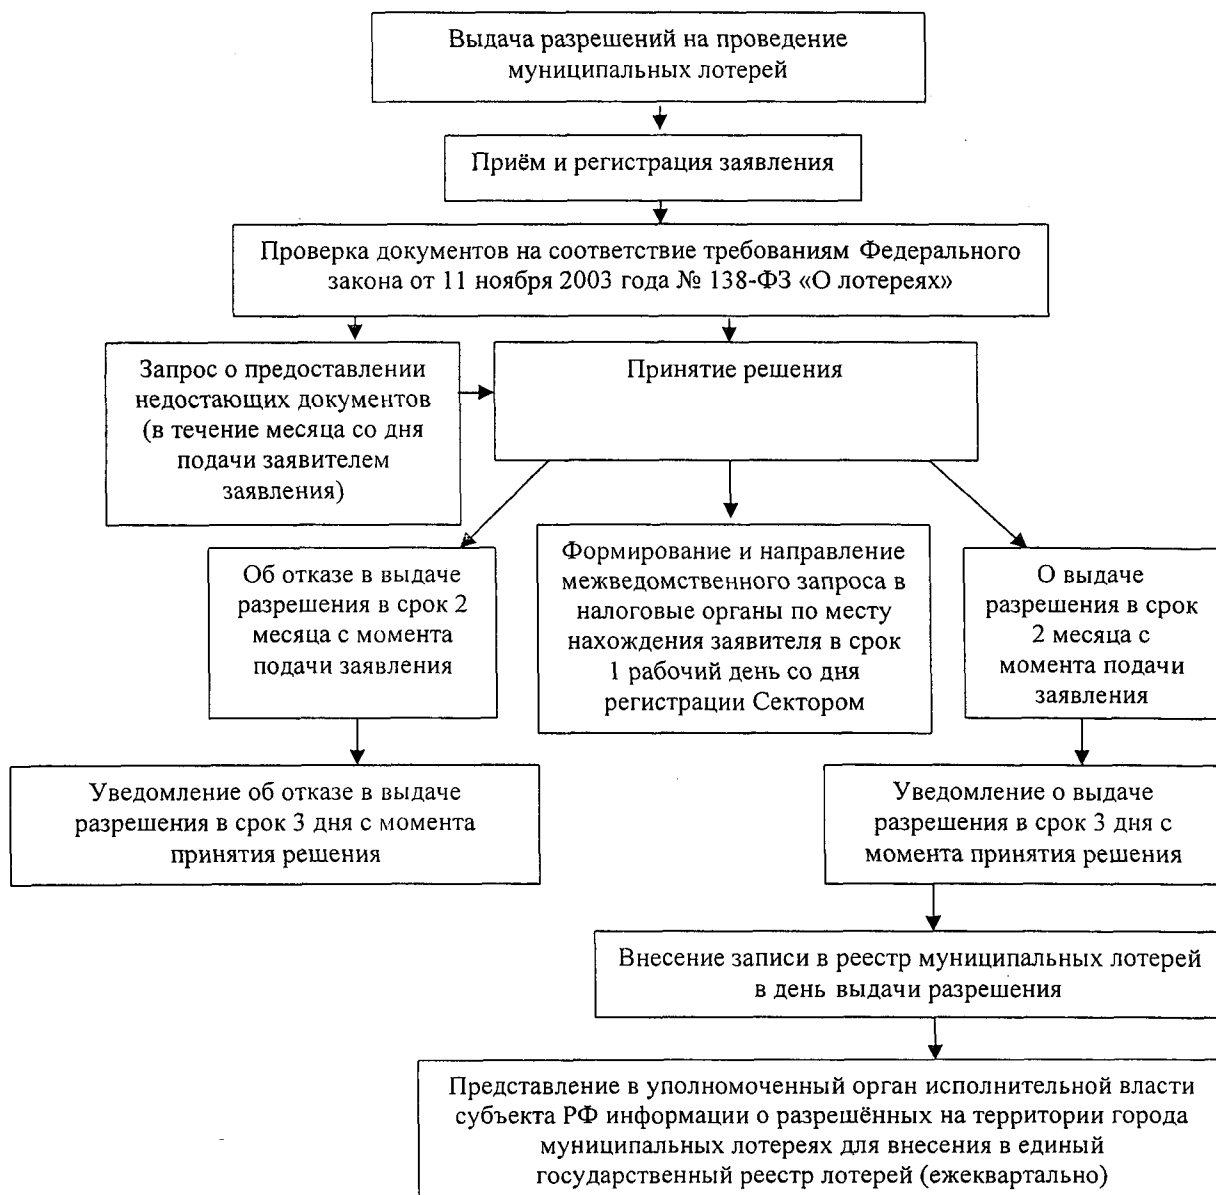 Выдача разрешений на проведение
муниципальных лотерей
Приём и регистрация заявления
Проверка документов на соответствие требованиям Федерального
закона от 11 ноября 2003 года № 138-ФЗ «О лотереях»
Запрос о предоставлении
недостающих документов
(в течение месяца со дня
подачи заявителем
заявления)
Принятие решения
Об отказе в выдаче
разрешения в срок 2
месяца с момента
подачи заявления
Формирование и направление
межведомственного запроса в
налоговые органы по месту
нахождения заявителя в срок
1 рабочий день со дня
регистрации Сектором
О выдаче
разрешения в срок
2 месяца с
момента подачи
заявления
Уведомление об отказе в выдаче
разрешения в срок 3 дня с момента
принятия решения
Уведомление о выдаче
разрешения в срок 3 дня с
момента принятия решения
Внесение записи в реестр муниципальных лотерей
в день выдачи разрешения
Представление в уполномоченный орган исполнительной власти
субъекта РФ информации о разрешённых на территории города
муниципальных лотереях для внесения в единый
государственный реестр лотерей (ежеквартально)